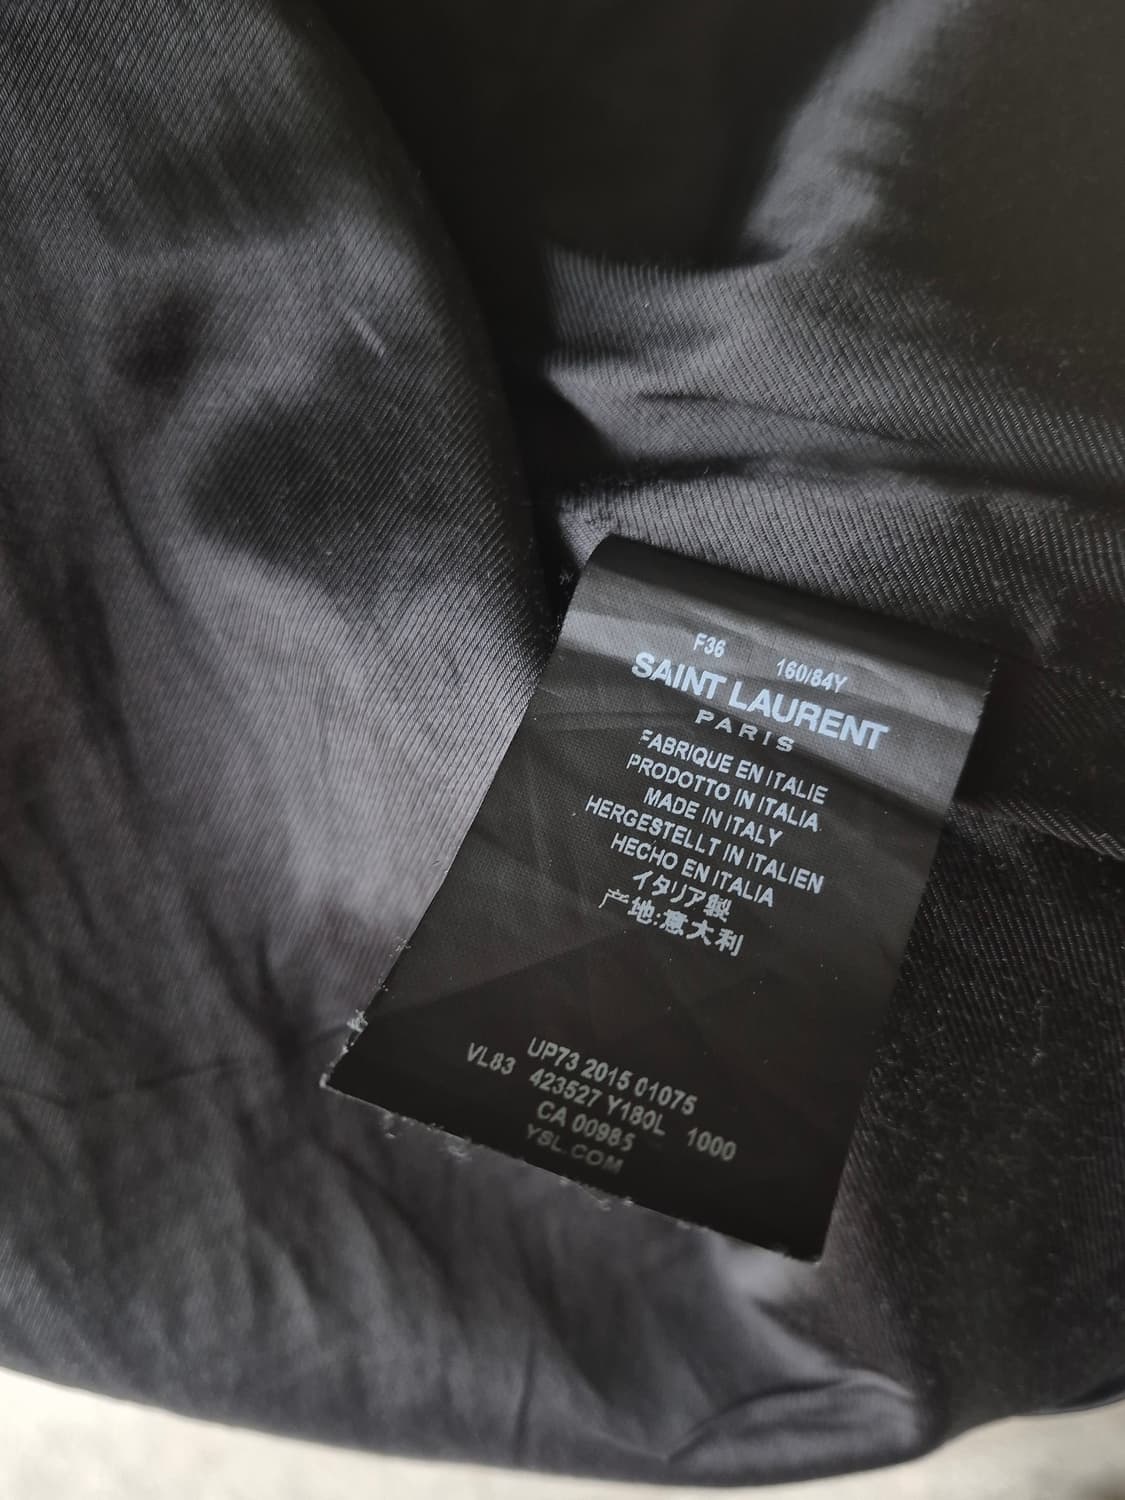 F36 160/84Y
SAINT LAURENT
PARIS
FABRIQUE EN ITALIE
PRODOTTO IN ITALIA
MADE IN ITALY
HERGESTELLT IN ITALIEN
HECHO EN ITALIA
イタリア製
产地:意大利
UP73 2015 01075
VL83 423527 Y180L 1000
CA 00985
YSL.COM